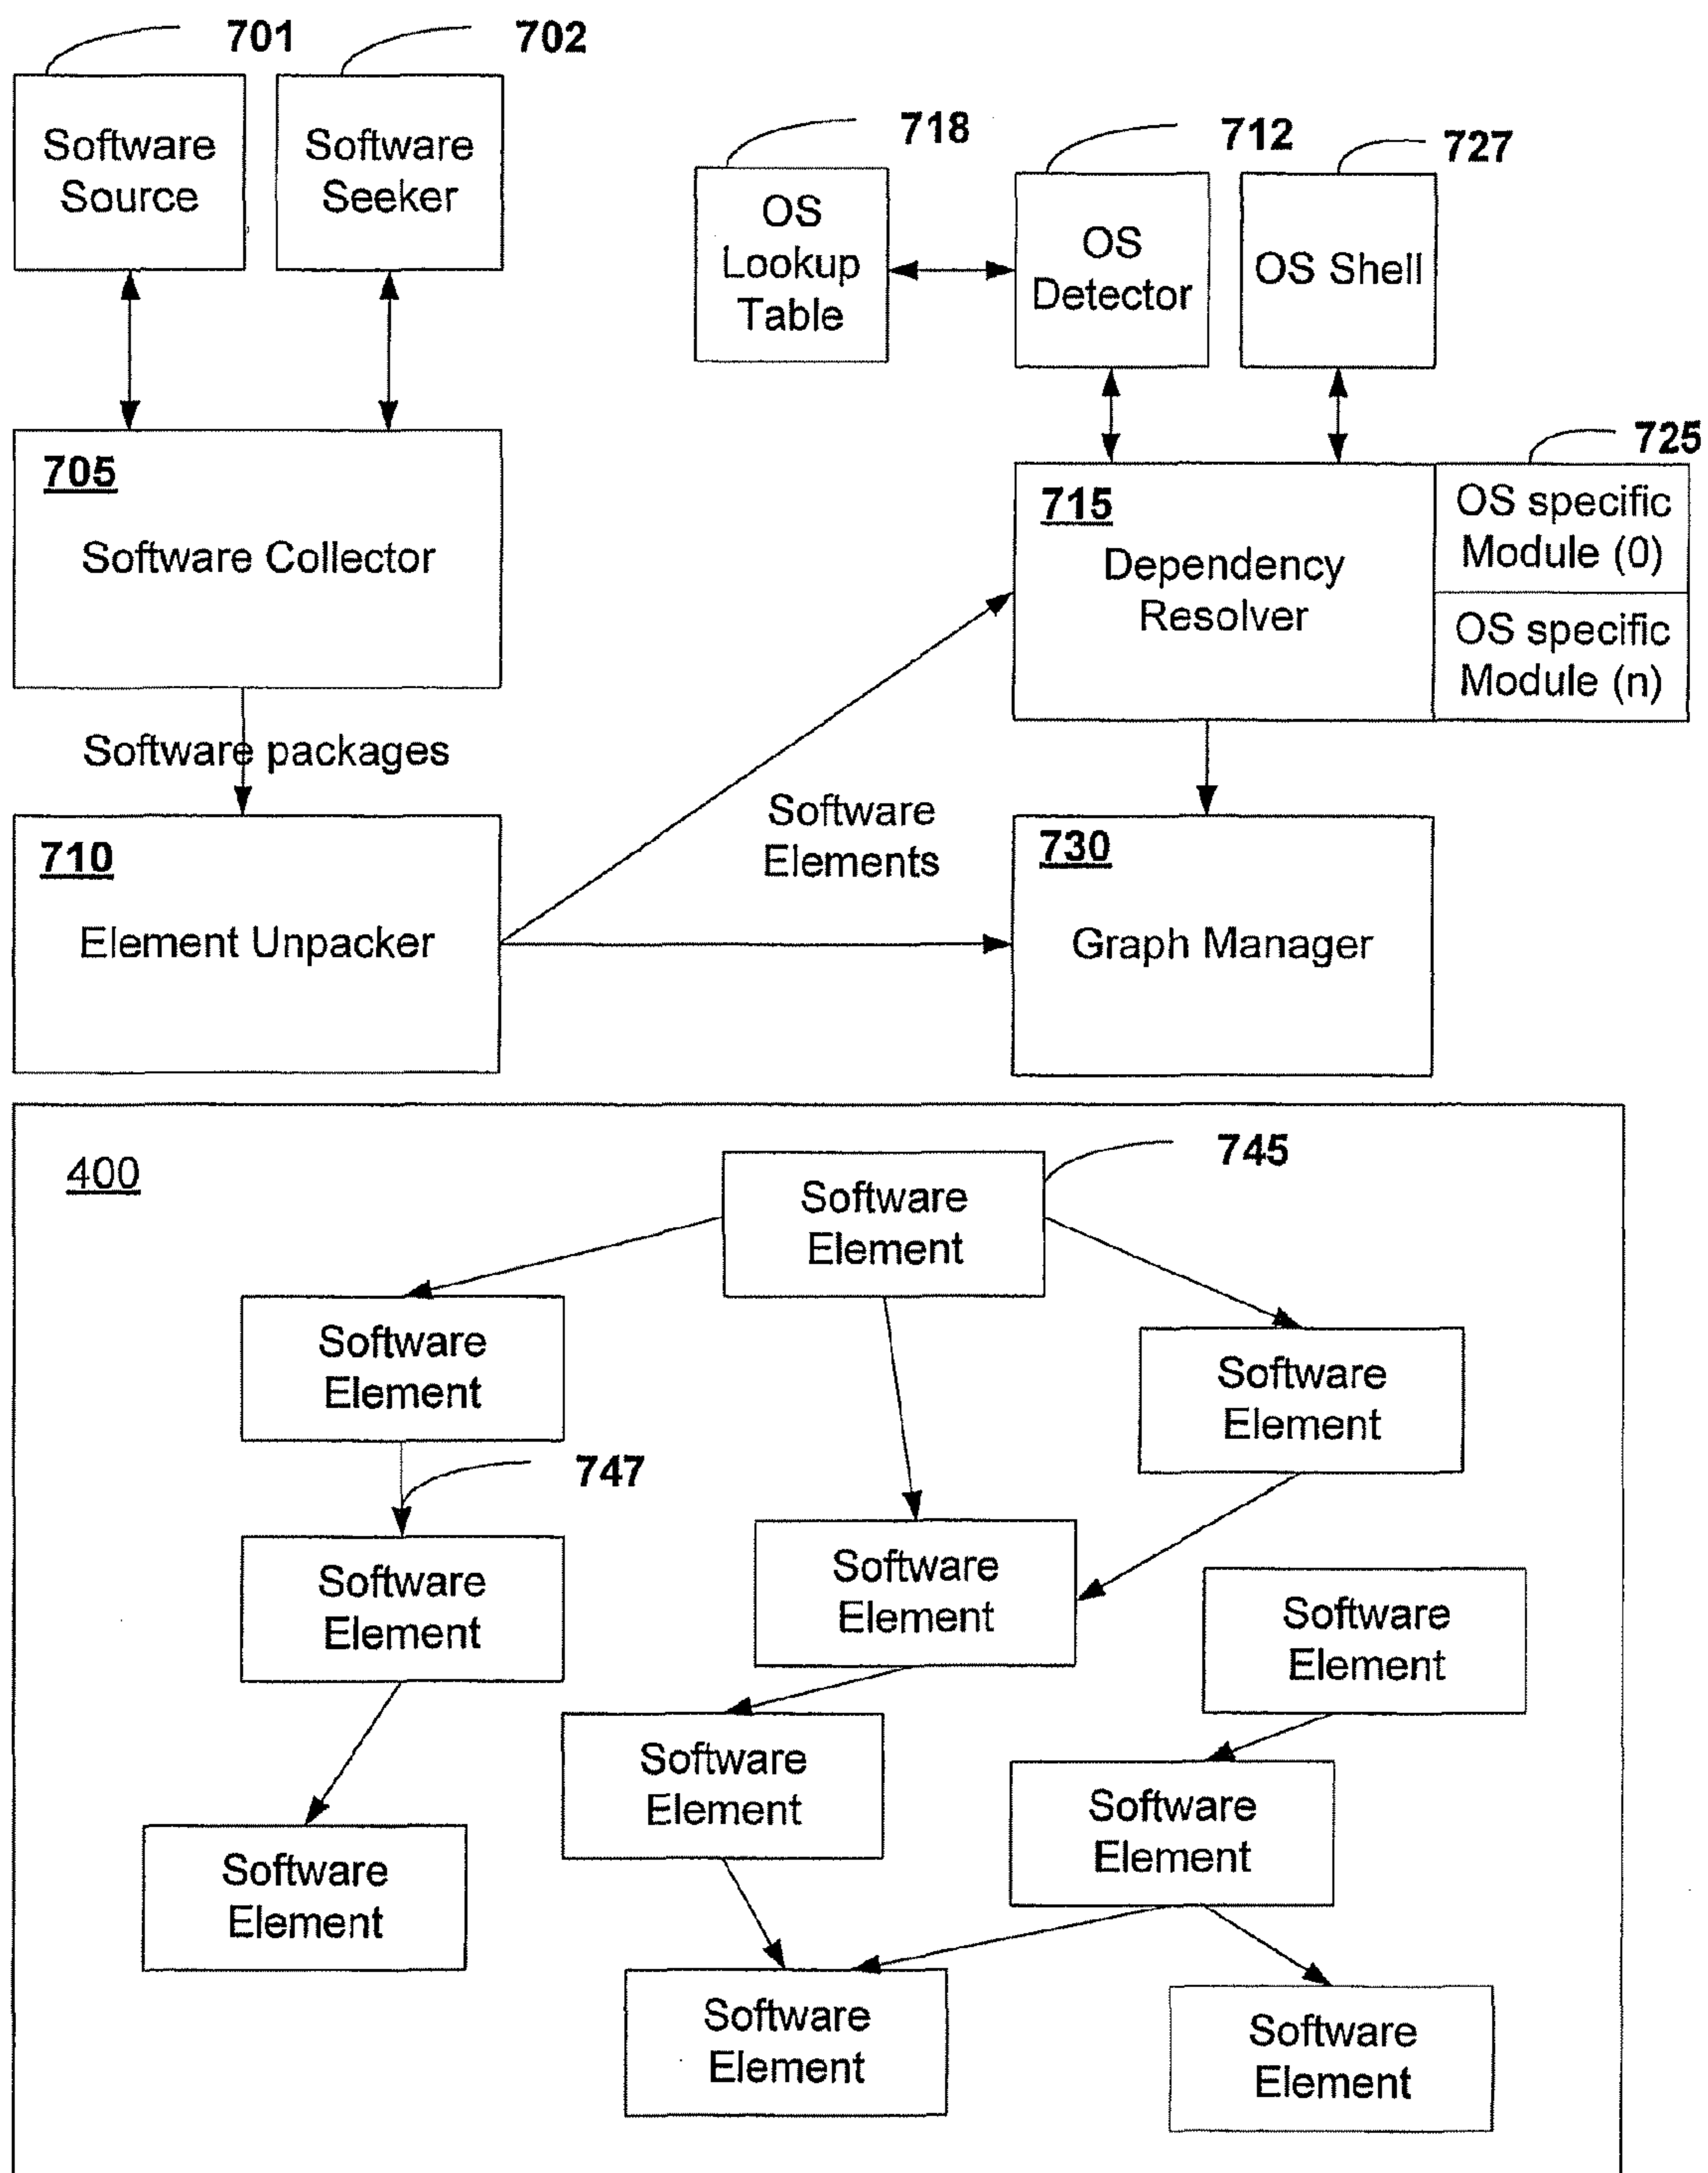 701
702
Software
Source
Software
Seeker
718
712
727
OS
Lookup
Table
OS
Detector
OS Shell
705
Software Collector
725
715
Dependency
Resolver
OS specific
Module (0)
OS specific
Module (n)
Software packages
Software
Elements
710
Element Unpacker
730
Graph Manager
400
745
Software
Element
Software
Element
Software
Element
747
Software
Element
Software
Element
Software
Element
Software
Element
Software
Element
Software
Element
Software
Element
Software
Element